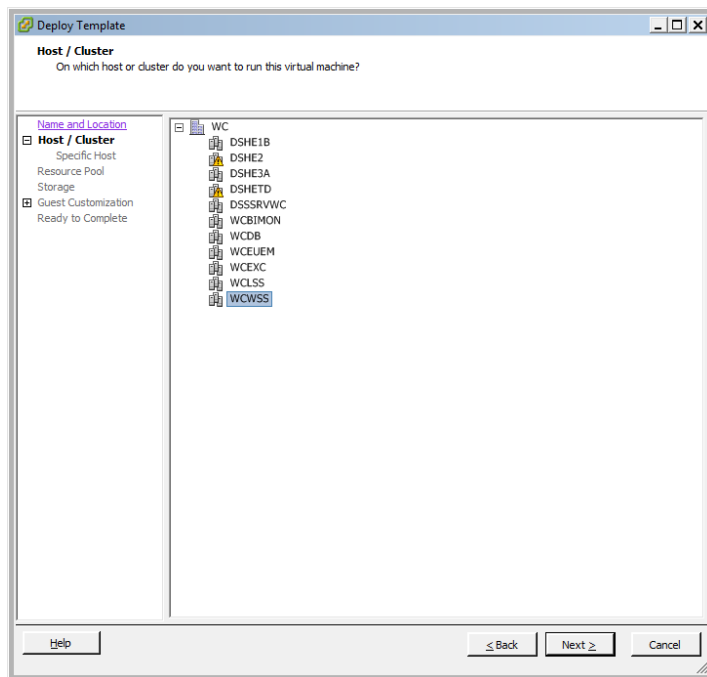 Deploy Template
Host / Cluster
On which host or cluster do you want to run this virtual machine?
Name and Location
Host / Cluster
Specific Host
Resource Pool
Storage
Guest Customization
Ready to Complete
WC
DSHE1B
DSHE2
DSHE3A
DSHETD
DSSSRVWC
WCBIMON
WCDB
WCEUEM
WCEXC
WCLSS
WCWSS
Help
< Back
Next >
Cancel